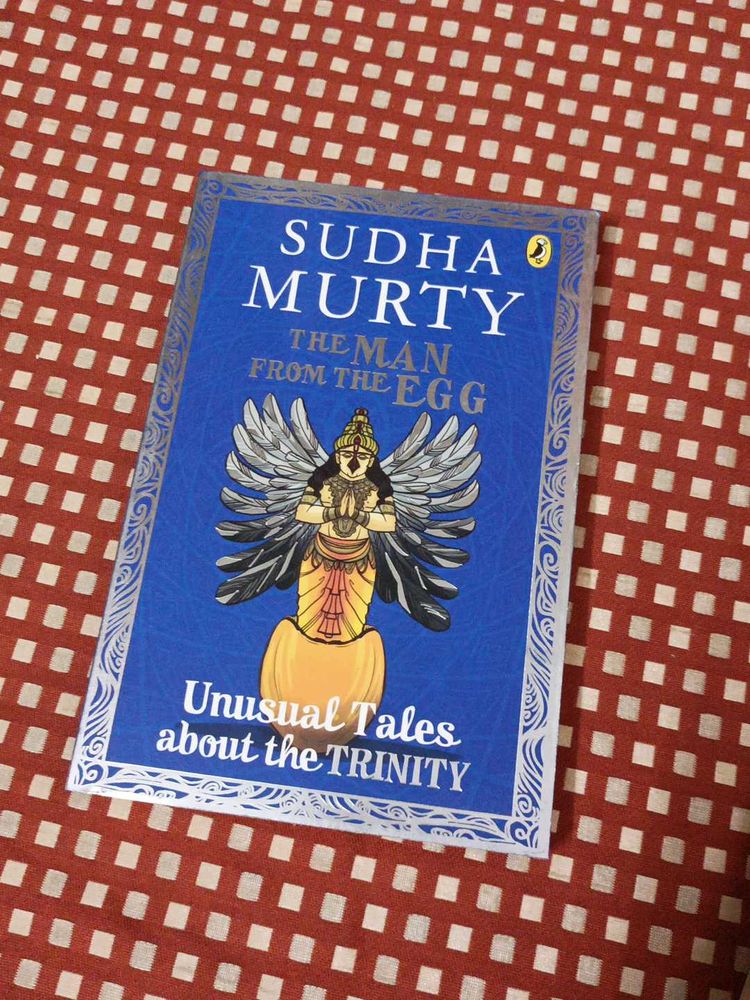 SUDHA
MURTY
THE MAN
FROM THE EGG
Unusual Tales
about the TRINITY